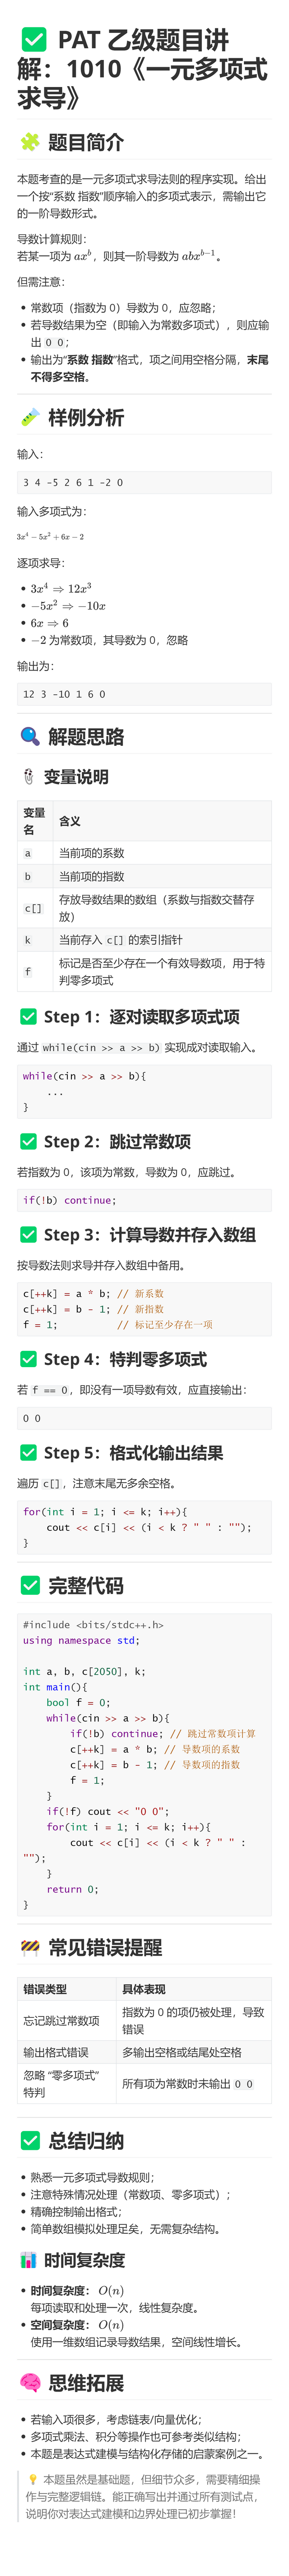 ✅ PAT 乙级题目讲
解：1010《一元多项式
求导》
🧩 题目简介
本题考查的是一元多项式求导法则的程序实现。给出
一个按“系数 指数”顺序输入的多项式表示，需输出它
的一阶导数形式。
导数计算规则：
若某一项为 ax^b，则其一阶导数为 abx^{b−1}。
但需注意：
• 常数项（指数为 0）导数为 0，应忽略；
• 若导数结果为空（即输入为常数多项式），则应输
出 0 0；
• 输出为“系数 指数”格式，项之间用空格分隔，末尾
不得多空格。
🧪 样例分析
输入：
3 4 -5 2 6 1 -2 0
输入多项式为：
3x^4 − 5x^2 + 6x − 2
逐项求导：
• 3x^4 ⇒ 12x^3
• −5x^2 ⇒ −10x
• 6x ⇒ 6
• −2 为常数项，其导数为 0，忽略
输出为：
12 3 -10 1 6 0
🔍 解题思路
🖇 变量说明
变量
名 含义
a 当前项的系数
b 当前项的指数
c[] 存放导数结果的数组（系数与指数交替存
放）
k 当前存入 c[] 的索引指针
f 标记是否至少存在一个有效导数项，用于特
判零多项式
✅ Step 1：逐对读取多项式项
通过 while(cin >> a >> b) 实现成对读取输入。
while(cin >> a >> b){
    ...
}
✅ Step 2：跳过常数项
若指数为 0，该项为常数，导数为 0，应跳过。
if(!b) continue;
✅ Step 3：计算导数并存入数组
按导数法则求导并存入数组中备用。
c[++k] = a * b; // 新系数
c[++k] = b - 1; // 新指数
f = 1;          // 标记至少存在一项
✅ Step 4：特判零多项式
若 f == 0，即没有一项导数有效，应直接输出：
0 0
✅ Step 5：格式化输出结果
遍历 c[]，注意末尾无多余空格。
for(int i = 1; i <= k; i++){
    cout << c[i] << (i < k ? " " : "");
}
✅ 完整代码
#include <bits/stdc++.h>
using namespace std;
int a, b, c[2050], k;
int main(){
    bool f = 0;
    while(cin >> a >> b){
        if(!b) continue; // 跳过常数项计算
        c[++k] = a * b; // 导数项的系数
        c[++k] = b - 1; // 导数项的指数
        f = 1;
    }
    if(!f) cout << "0 0";
    for(int i = 1; i <= k; i++){
        cout << c[i] << (i < k ? " " :
"");
    }
    return 0;
}
🚧 常见错误提醒
错误类型 具体表现
忘记跳过常数项 指数为 0 的项仍被处理，导致
错误
输出格式错误 多输出空格或结尾处空格
忽略 “零多项式”
特判 所有项为常数时未输出 0 0
✅ 总结归纳
• 熟悉一元多项式导数规则；
• 注意特殊情况处理（常数项、零多项式）；
• 精确控制输出格式；
• 简单数组模拟处理足矣，无需复杂结构。
📊 时间复杂度
• 时间复杂度： O(n)
每项读取和处理一次，线性复杂度。
• 空间复杂度： O(n)
使用一维数组记录导数结果，空间线性增长。
🧠 思维拓展
• 若输入项很多，考虑链表/向量优化；
• 多项式乘法、积分等操作也可参考类似结构；
• 本题是表达式建模与结构化存储的启蒙案例之一。
💡 本题虽然是基础题，但细节众多，需要精细操
作与完整逻辑链。能正确写出并通过所有测试点，
说明你对表达式建模和边界处理已初步掌握！